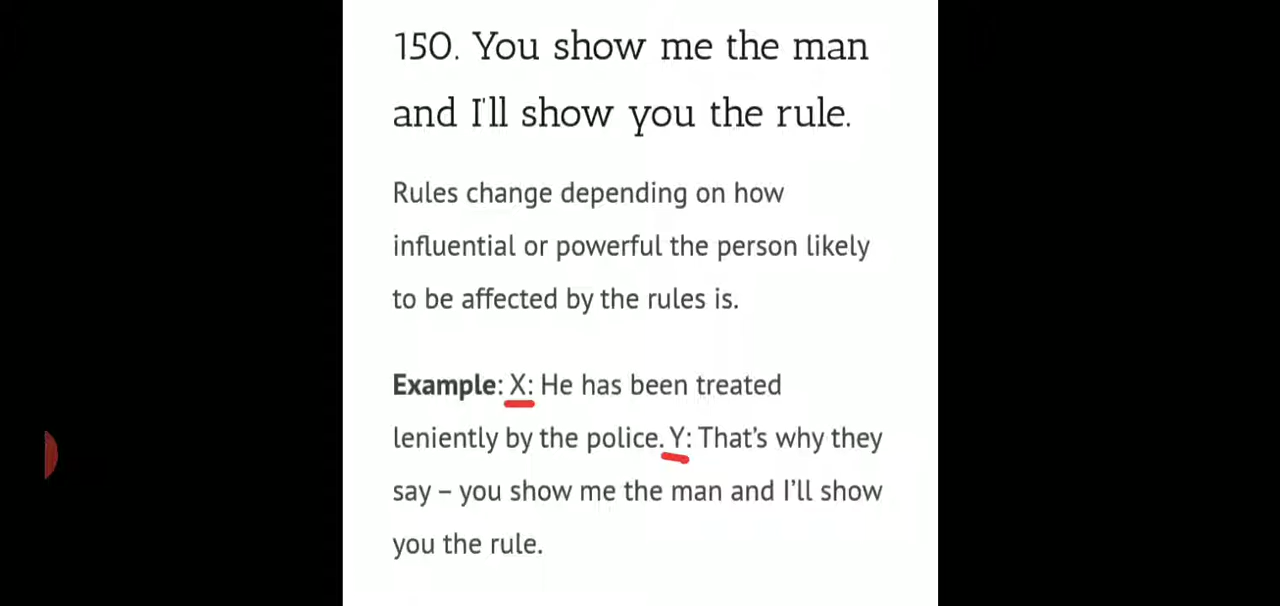 150. You show me the man
and I'll show you the rule.
Rules change depending on how
influential or powerful the person likely
to be affected by the rules is.
Example: X: He has been treated
leniently by the police. Y: That’s why they
say – you show me the man and I’ll show
you the rule.